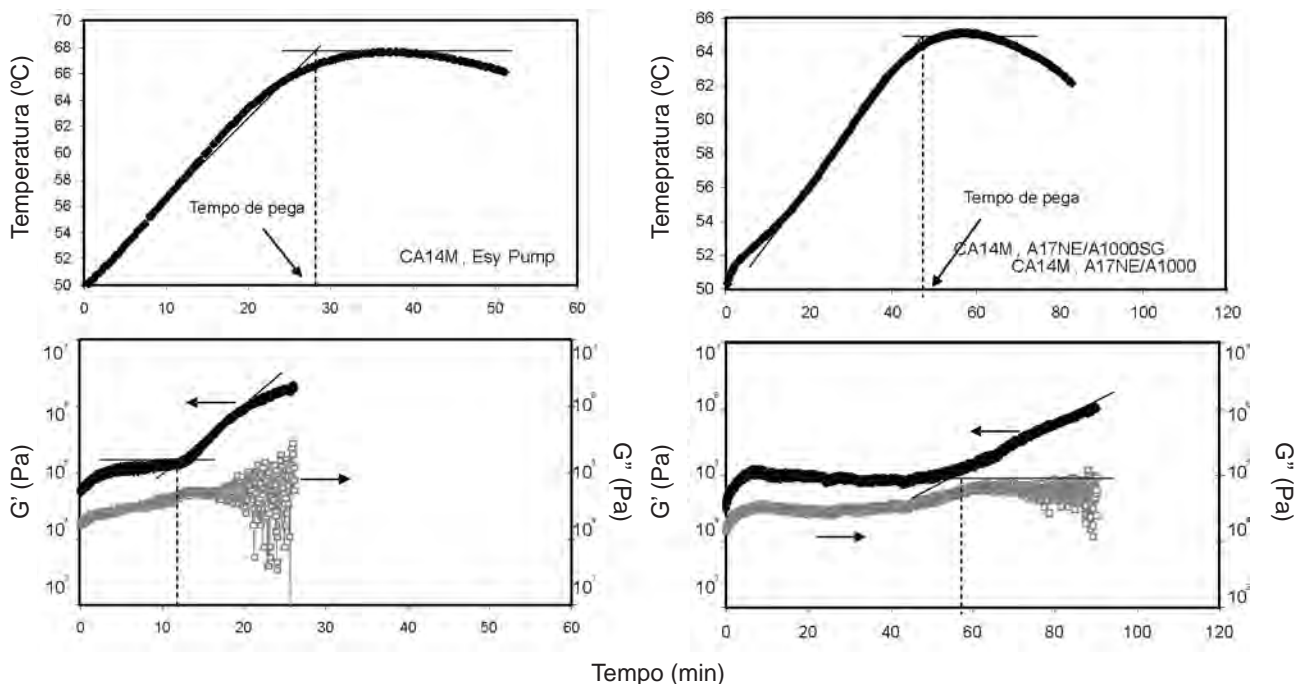 Temperatura (ºC)
70
68
66
64
62
60
58
56
54
52
50
Tempo de pega
CA14M , Esy Pump
0 10 20 30 40 50 60
Temepratura (ºC)
66
64
62
60
58
56
54
52
50
Tempo de pega
CA14M , A17NE/A1000SG
CA14M , A17NE/A1000
0 20 40 60 80 100 120
G' (Pa)
G" (Pa)
0 10 20 30 40 50 60
G' (Pa)
G" (Pa)
0 20 40 60 80 100 120
Tempo (min)